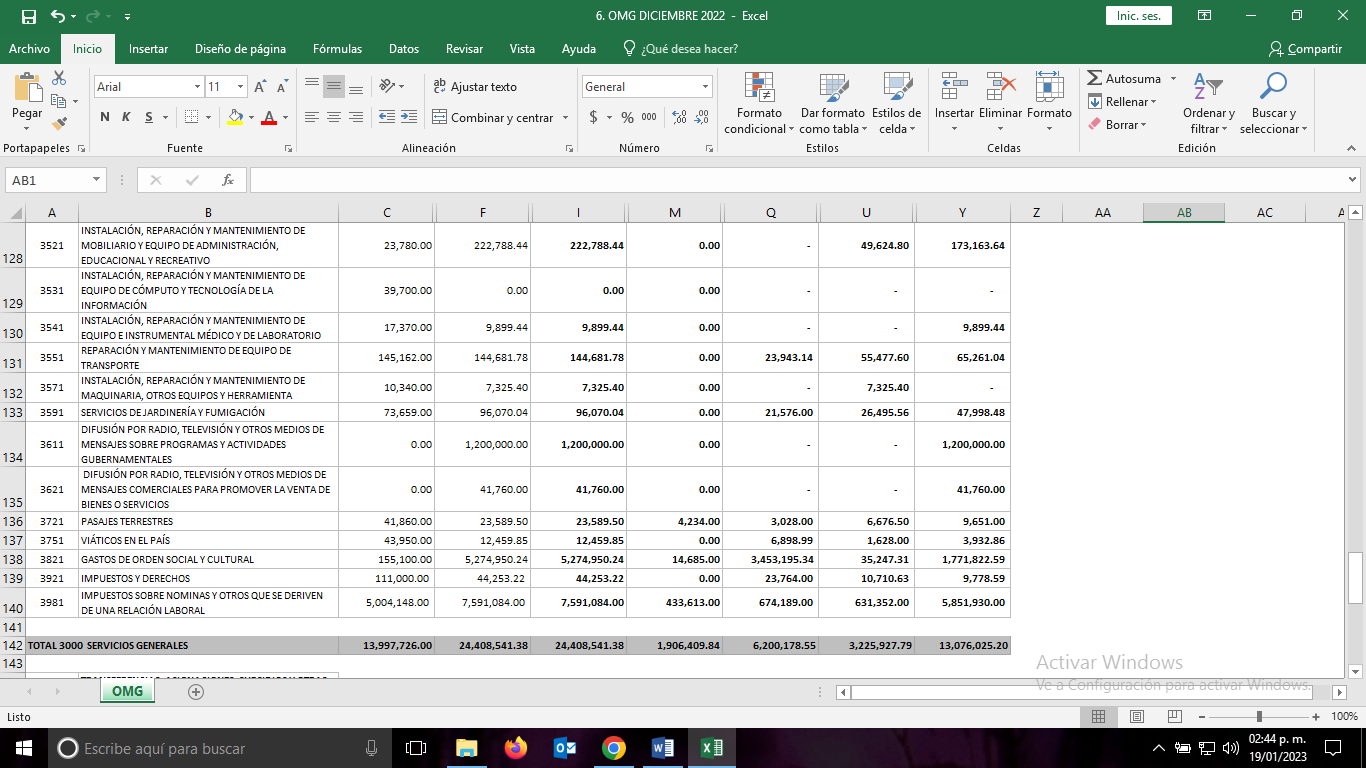 6. OMG DICIEMBRE 2022 - Excel
Inic. ses.
Archivo Inicio Insertar Diseño de página Fórmulas Datos Revisar Vista Ayuda ¿Qué desea hacer? Compartir
Pegar
Portapapeles
Arial 11
N K S
Fuente
Ajustar texto
Combinar y centrar
Alineación
General
$ % 000
Número
Formato condicional
Dar formato como tabla
Estilos de celda
Estilos
Insertar Eliminar Formato
Celdas
Autosuma
Rellenar
Borrar
Ordenar y filtrar
Buscar y seleccionar
Edición
AB1 fx
A B C F I M Q U Y Z AA AB AC A
INSTALACIÓN, REPARACIÓN Y MANTENIMIENTO DE
128 3521 MOBILIARIO Y EQUIPO DE ADMINISTRACIÓN, 23,780.00 222,788.44 222,788.44 0.00 - 49,624.80 173,163.64
EDUCACIONAL Y RECREATIVO
INSTALACIÓN, REPARACIÓN Y MANTENIMIENTO DE
129 3531 EQUIPO DE CÓMPUTO Y TECNOLOGÍA DE LA 39,700.00 0.00 0.00 0.00 - - -
INFORMACIÓN
INSTALACIÓN, REPARACIÓN Y MANTENIMIENTO DE
130 3541 EQUIPO E INSTRUMENTAL MÉDICO Y DE LABORATORIO 17,370.00 9,899.44 9,899.44 0.00 - - 9,899.44
REPARACIÓN Y MANTENIMIENTO DE EQUIPO DE
131 3551 TRANSPORTE 145,162.00 144,681.78 144,681.78 0.00 23,943.14 55,477.60 65,261.04
INSTALACIÓN, REPARACIÓN Y MANTENIMIENTO DE
132 3571 MAQUINARIA, OTROS EQUIPOS Y HERRAMIENTA 10,340.00 7,325.40 7,325.40 0.00 - 7,325.40 -
133 3591 SERVICIOS DE JARDINERÍA Y FUMIGACIÓN 73,659.00 96,070.04 96,070.04 0.00 21,576.00 26,495.56 47,998.48
DIFUSIÓN POR RADIO, TELEVISIÓN Y OTROS MEDIOS DE
134 3611 MENSAJES SOBRE PROGRAMAS Y ACTIVIDADES 0.00 1,200,000.00 1,200,000.00 0.00 - - 1,200,000.00
GUBERNAMENTALES
DIFUSIÓN POR RADIO, TELEVISIÓN Y OTROS MEDIOS DE
135 3621 MENSAJES COMERCIALES PARA PROMOVER LA VENTA DE 0.00 41,760.00 41,760.00 0.00 - - 41,760.00
BIENES O SERVICIOS
136 3721 PASAJES TERRESTRES 41,860.00 23,589.50 23,589.50 4,234.00 3,028.00 6,676.50 9,651.00
137 3751 VIÁTICOS EN EL PAÍS 43,950.00 12,459.85 12,459.85 0.00 6,898.99 1,628.00 3,932.86
138 3821 GASTOS DE ORDEN SOCIAL Y CULTURAL 155,100.00 5,274,950.24 5,274,950.24 14,685.00 3,453,195.34 35,247.31 1,771,822.59
139 3921 IMPUESTOS Y DERECHOS 111,000.00 44,253.22 44,253.22 0.00 23,764.00 10,710.63 9,778.59
IMPUESTOS SOBRE NOMINAS Y OTROS QUE SE DERIVEN
140 3981 DE UNA RELACIÓN LABORAL 5,004,148.00 7,591,084.00 7,591,084.00 433,613.00 674,189.00 631,352.00 5,851,930.00
141
142 TOTAL 3000 SERVICIOS GENERALES 13,997,726.00 24,408,541.38 24,408,541.38 1,906,409.84 6,200,178.55 3,225,927.79 13,076,025.20
143
Activar Windows
Ve a Configuración para activar Windows.
OMG
Listo 100%
Escribe aquí para buscar
02:44 p. m.
19/01/2023